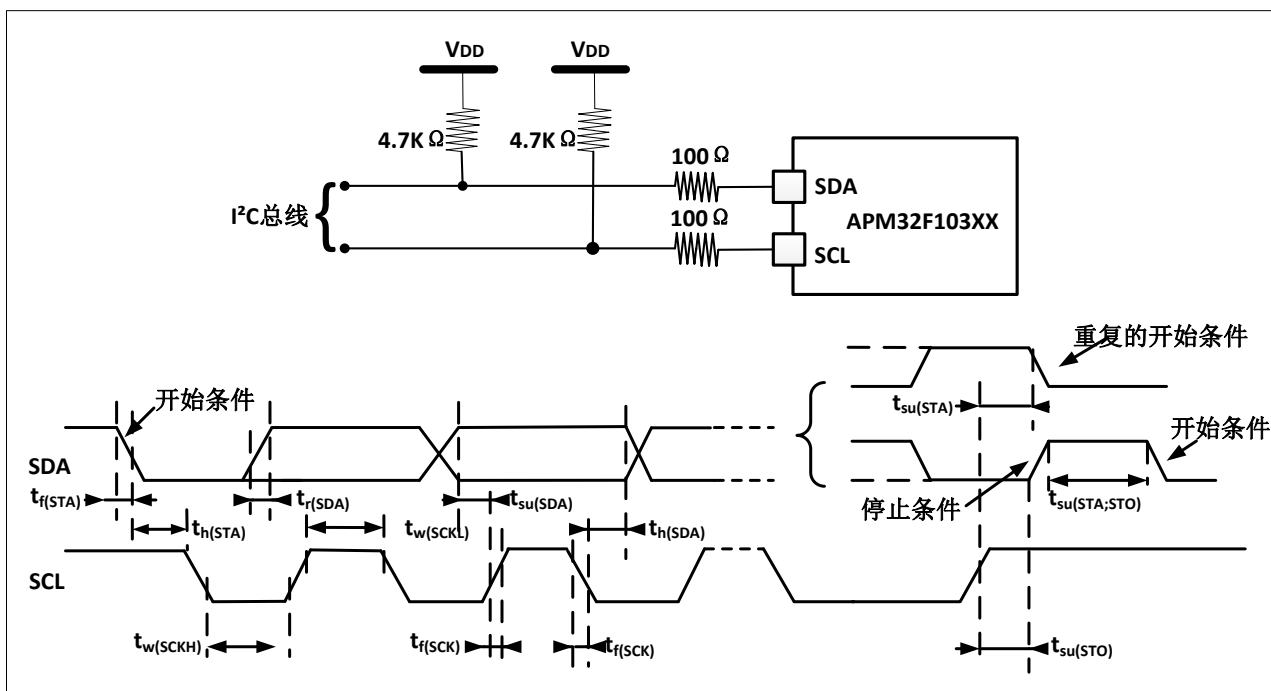 VDD
VDD
4.7K Ω
4.7K Ω
100 Ω
SDA
I²C总线
APM32F103XX
100 Ω
SCL
重复的开始条件
开始条件
tsu(STA)
开始条件
SDA
停止条件
tf(STA)
tr(SDA)
tsu(SDA)
tsu(STA;STO)
th(STA)
tw(SCKL)
th(SDA)
SCL
tw(SCKH)
tf(SCK)
tf(SCK)
tsu(STO)